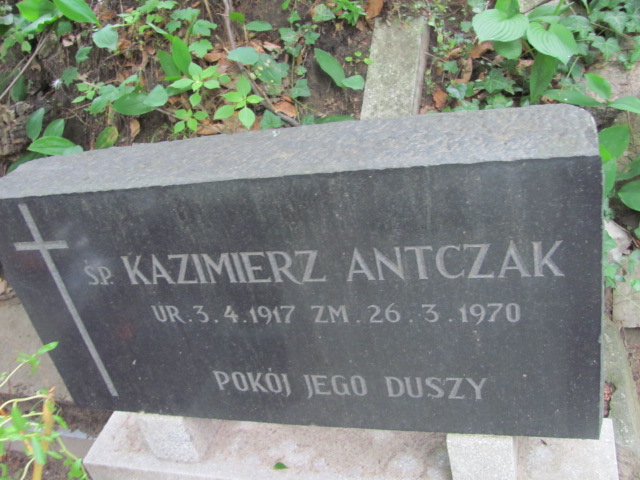 ŚP. KAZIMIERZ ANTCZAK
UR. 3. 4. 1917 ZM. 26. 3. 1970
POKÓJ JEGO DUSZY